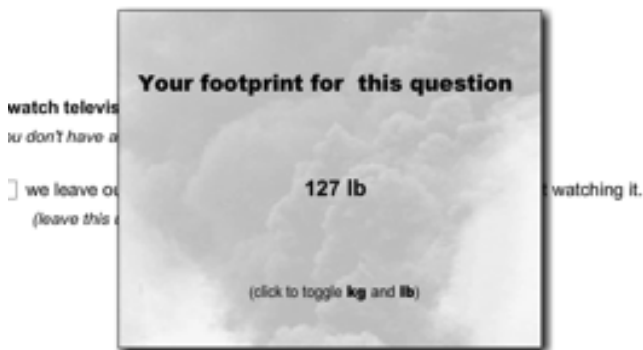 Your footprint for this question
watch televis
u don't have a
127 lb
we leave ou
t watching it.
(leave this
(click to toggle kg and lb)